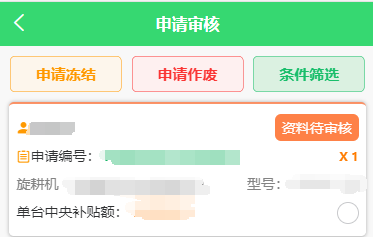 申请审核
申请冻结 申请作废 条件筛选
资料待审核
申请编号： X 1
旋耕机 型号：
单台中央补贴额：